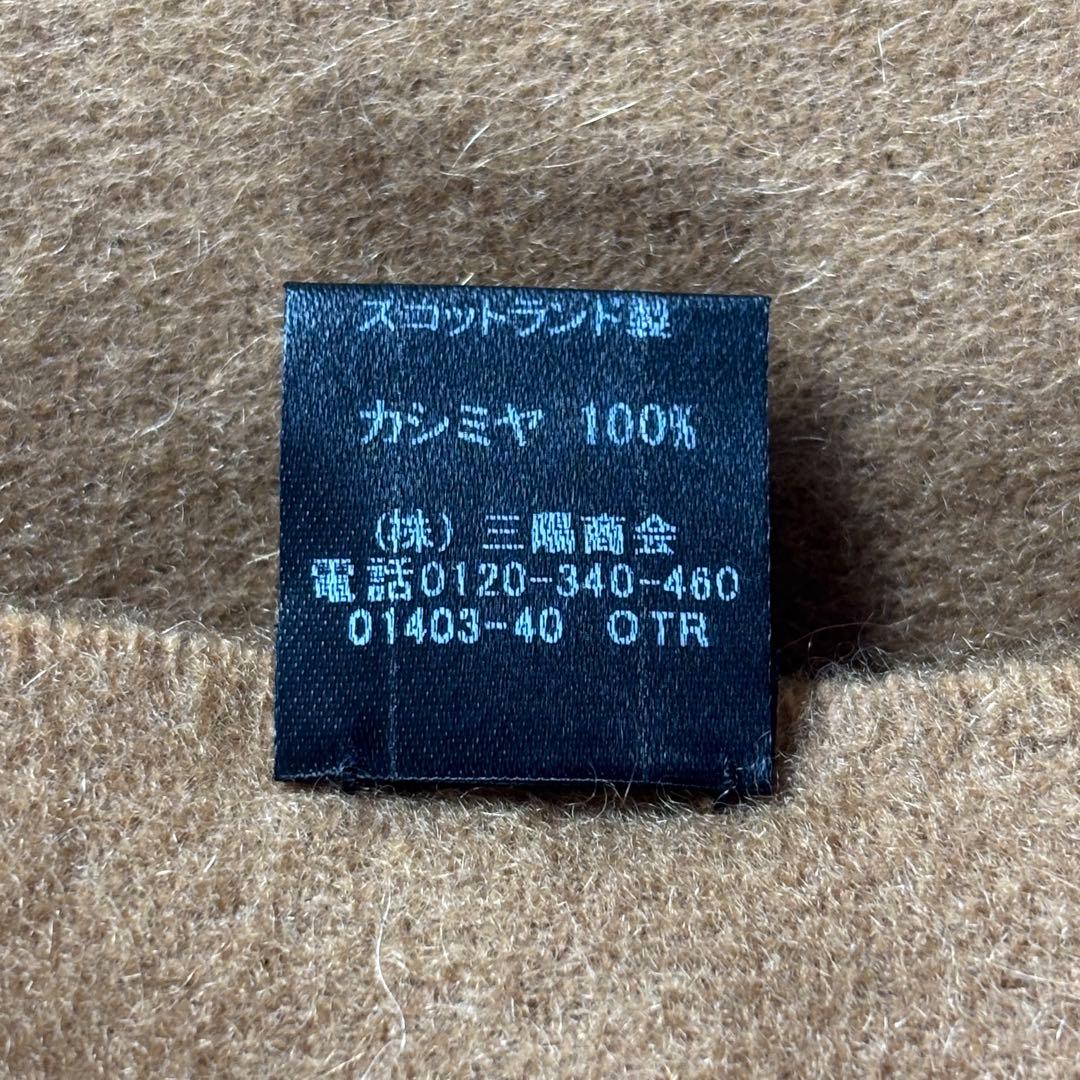 スコットランド製
カシミヤ 100%
(株) 三陽商会
電話0120-340-460
01403-40 OTR